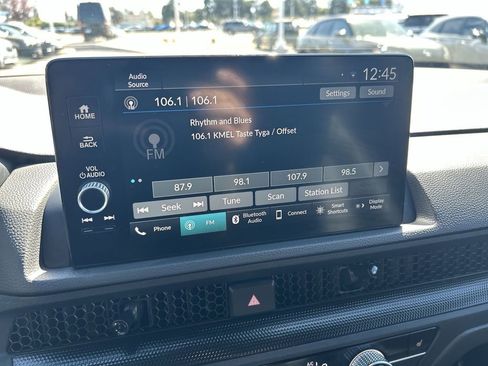 Audio Source
12:45
106.1 | 106.1
Settings
Sound
HOME
BACK
VOL
AUDIO
FM
Rhythm and Blues
106.1 KMEL Taste Tyga / Offset
87.9
98.1
107.9
98.5
Seek
Tune
Scan
Station List
Phone
FM
Bluetooth Audio
Connect
Smart Shortcuts
Display Mode